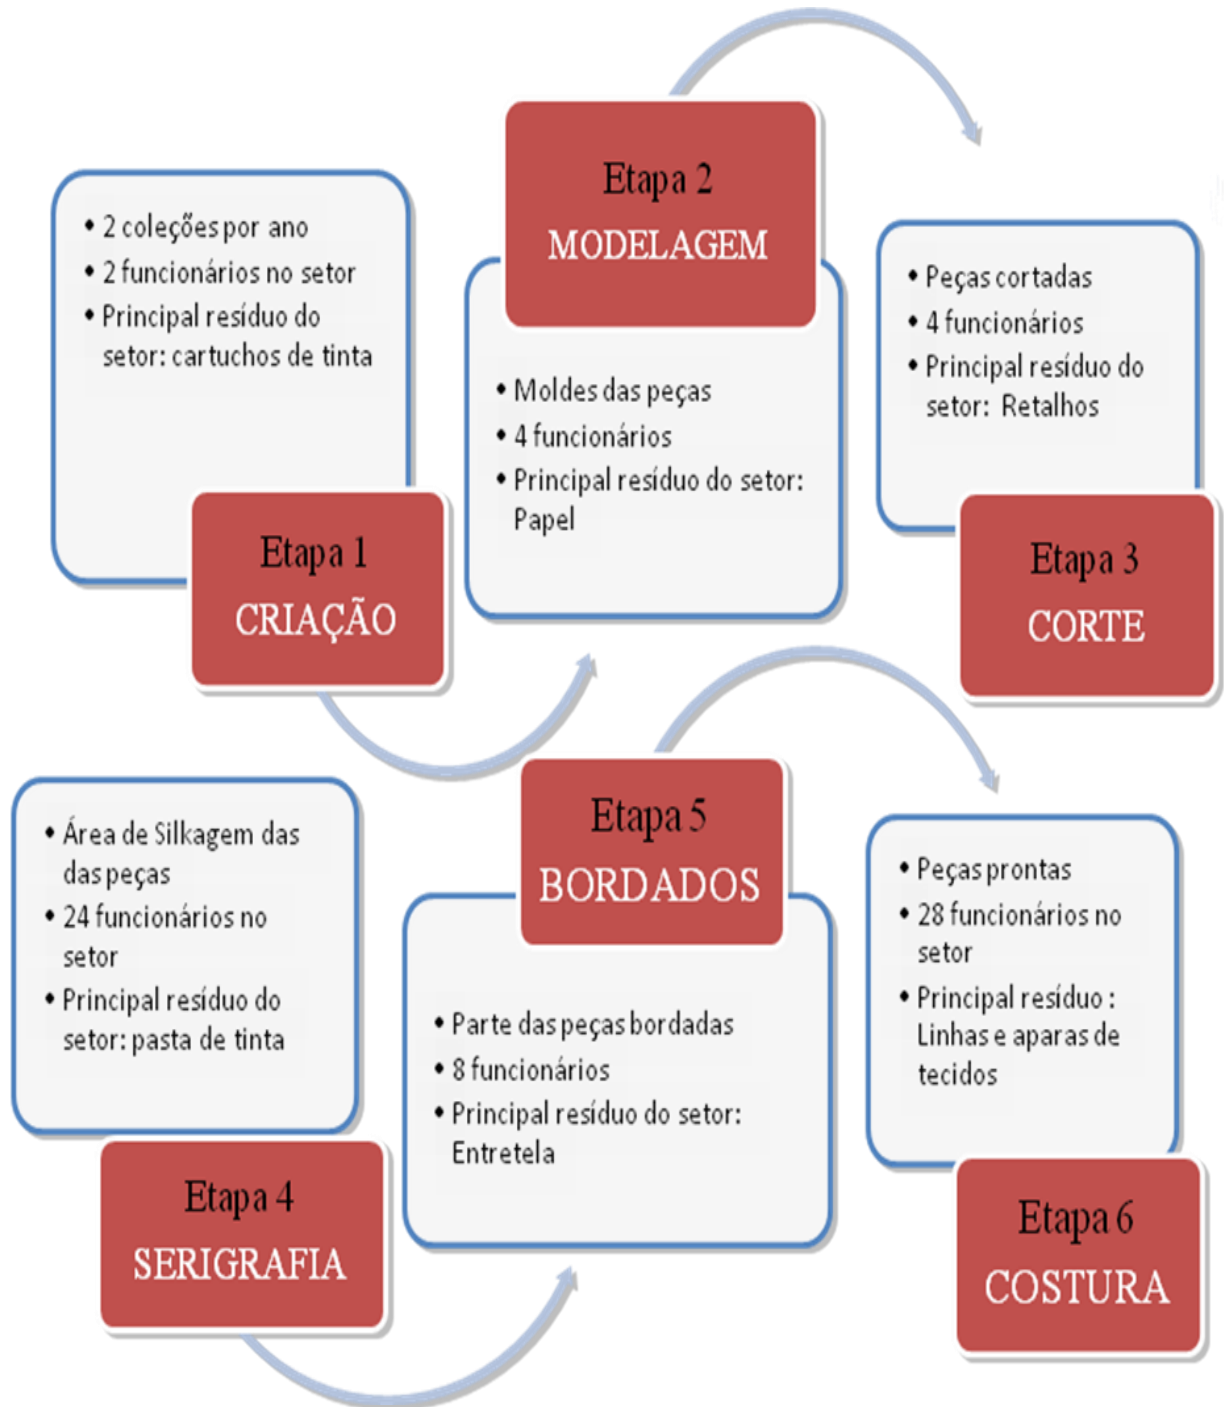 • 2 coleções por ano
• 2 funcionários no setor
• Principal resíduo do
setor: cartuchos de tinta
Etapa 1
CRIAÇÃO
Etapa 2
MODELAGEM
• Moldes das peças
• 4 funcionários
• Principal resíduo do setor:
Papel
• Peças cortadas
• 4 funcionários
• Principal resíduo do
setor: Retalhos
Etapa 3
CORTE
• Área de Silkagem das
das peças
• 24 funcionários no
setor
• Principal resíduo do
setor: pasta de tinta
Etapa 4
SERIGRAFIA
Etapa 5
BORDADOS
• Parte das peças bordadas
• 8 funcionários
• Principal resíduo do setor:
Entretela
• Peças prontas
• 28 funcionários no
setor
• Principal resíduo :
Linhas e aparas de
tecidos
Etapa 6
COSTURA